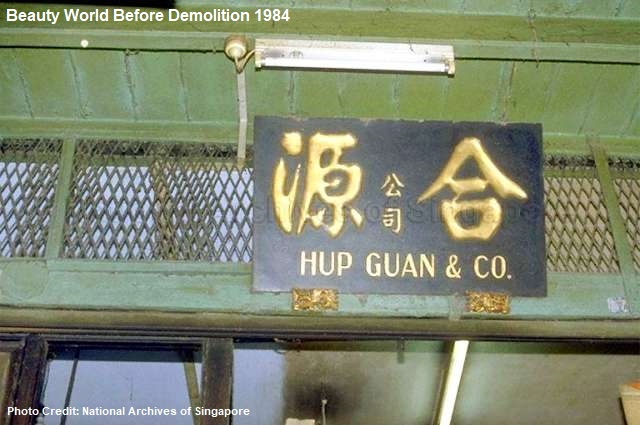 Beauty World Before Demolition 1984
合源
公司
HUP GUAN & CO.
Photo Credit: National Archives of Singapore